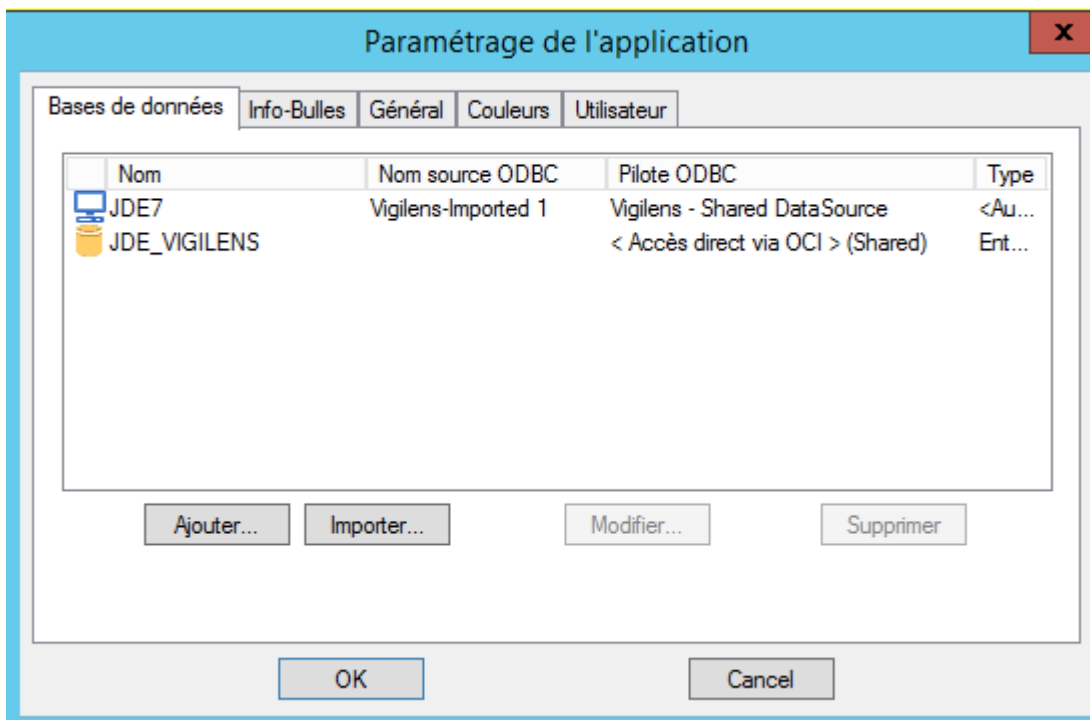 Paramétrage de l'application
x
Bases de données Info-Bulles Général Couleurs Utilisateur
Nom Nom source ODBC Pilote ODBC Type
JDE7 Vigilens-Imported 1 Vigilens - Shared DataSource <Au...
JDE_VIGILENS < Accès direct via OCI > (Shared) Ent...
Ajouter... Importer... Modifier... Supprimer
OK Cancel